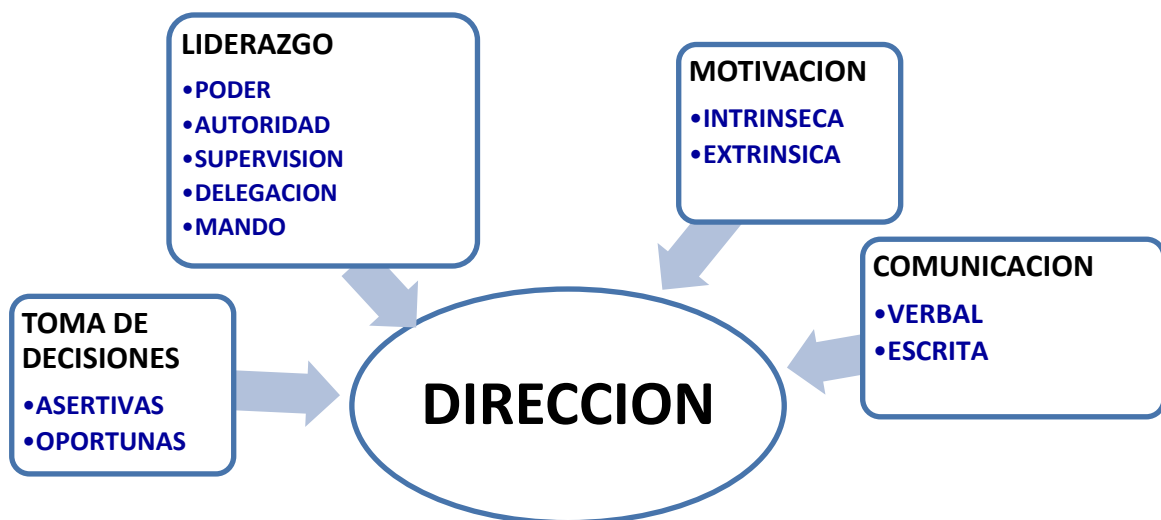 LIDERAZGO
•PODER
•AUTORIDAD
•SUPERVISION
•DELEGACION
•MANDO
MOTIVACION
•INTRINSECA
•EXTRINSICA
COMUNICACION
•VERBAL
•ESCRITA
TOMA DE
DECISIONES
•ASERTIVAS
•OPORTUNAS
DIRECCION